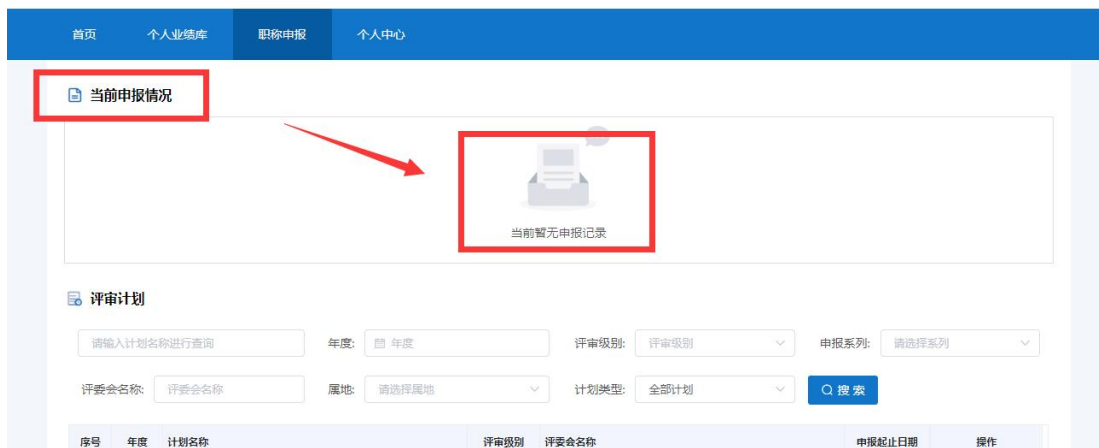 首页 个人业绩库 职称申报 个人中心
当前申报情况
当前暂无申报记录
评审计划
请输入计划名称进行查询 年度: 年度 评审级别: 评审级别 申报系列: 请选择系列
评委会名称: 评委会名称 属地: 请选择属地 计划类型: 全部计划 搜索
序号 年度 计划名称 评审级别 评委会名称 申报起止日期 操作